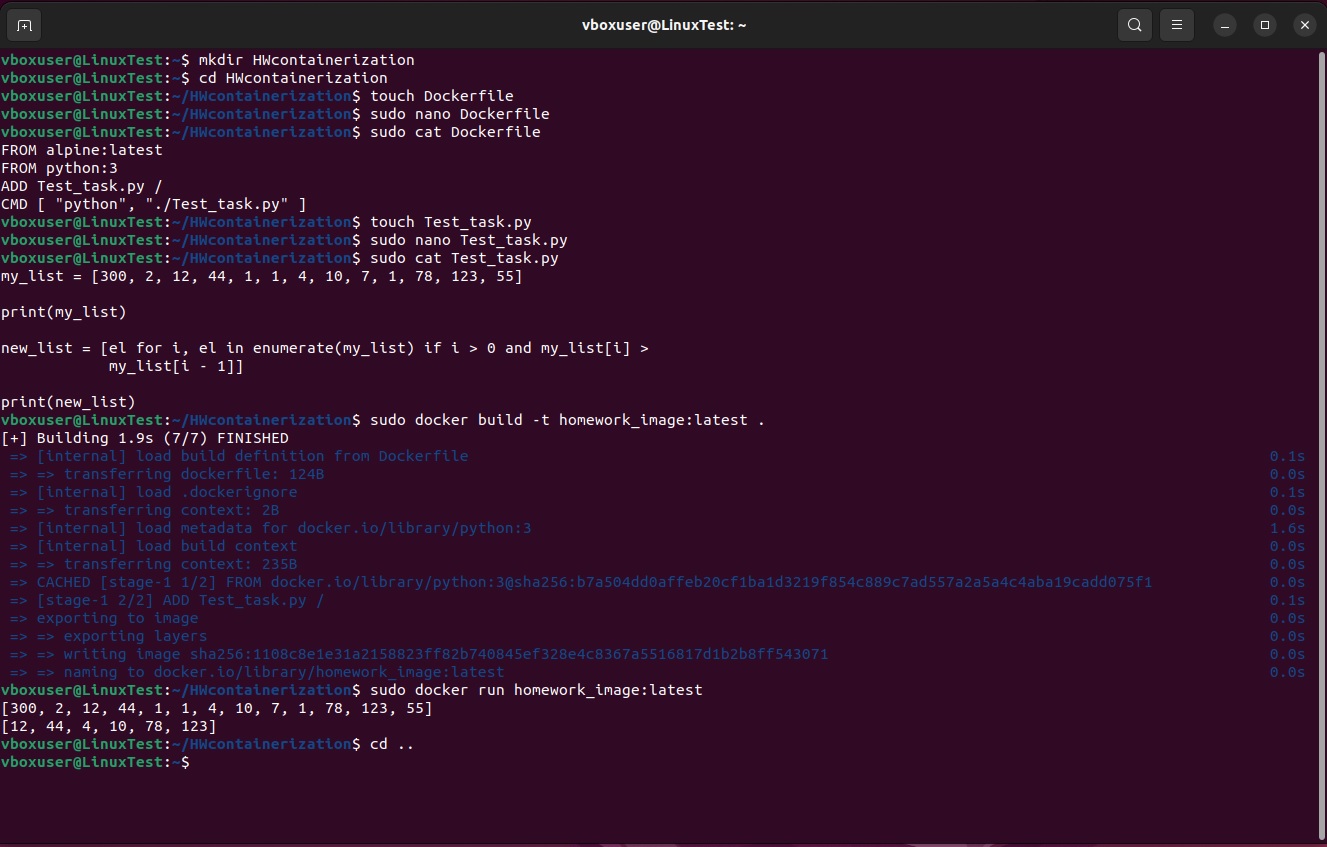 vboxuser@LinuxTest: ~
vboxuser@LinuxTest:~$ mkdir HWcontainerization
vboxuser@LinuxTest:~$ cd HWcontainerization
vboxuser@LinuxTest:~/HWcontainerization$ touch Dockerfile
vboxuser@LinuxTest:~/HWcontainerization$ sudo nano Dockerfile
vboxuser@LinuxTest:~/HWcontainerization$ sudo cat Dockerfile
FROM alpine:latest
FROM python:3
ADD Test_task.py /
CMD [ "python", "./Test_task.py" ]
vboxuser@LinuxTest:~/HWcontainerization$ touch Test_task.py
vboxuser@LinuxTest:~/HWcontainerization$ sudo nano Test_task.py
vboxuser@LinuxTest:~/HWcontainerization$ sudo cat Test_task.py
my_list = [300, 2, 12, 44, 1, 1, 4, 10, 7, 1, 78, 123, 55]

print(my_list)

new_list = [el for i, el in enumerate(my_list) if i > 0 and my_list[i] >
            my_list[i - 1]]

print(new_list)
vboxuser@LinuxTest:~/HWcontainerization$ sudo docker build -t homework_image:latest .
[+] Building 1.9s (7/7) FINISHED
 => [internal] load build definition from Dockerfile 0.1s
 => => transferring dockerfile: 124B 0.0s
 => [internal] load .dockerignore 0.1s
 => => transferring context: 2B 0.0s
 => [internal] load metadata for docker.io/library/python:3 1.6s
 => [internal] load build context 0.0s
 => => transferring context: 235B 0.0s
 => CACHED [stage-1 1/2] FROM docker.io/library/python:3@sha256:b7a504dd0affeb20cf1ba1d3219f854c889c7ad557a2a5a4c4aba19cadd075f1 0.0s
 => [stage-1 2/2] ADD Test_task.py / 0.1s
 => exporting to image 0.0s
 => => exporting layers 0.0s
 => => writing image sha256:1108c8e1e31a2158823ff82b740845ef328e4c8367a5516817d1b2b8ff543071 0.0s
 => => naming to docker.io/library/homework_image:latest 0.0s
vboxuser@LinuxTest:~/HWcontainerization$ sudo docker run homework_image:latest
[300, 2, 12, 44, 1, 1, 4, 10, 7, 1, 78, 123, 55]
[12, 44, 4, 10, 78, 123]
vboxuser@LinuxTest:~/HWcontainerization$ cd ..
vboxuser@LinuxTest:~$